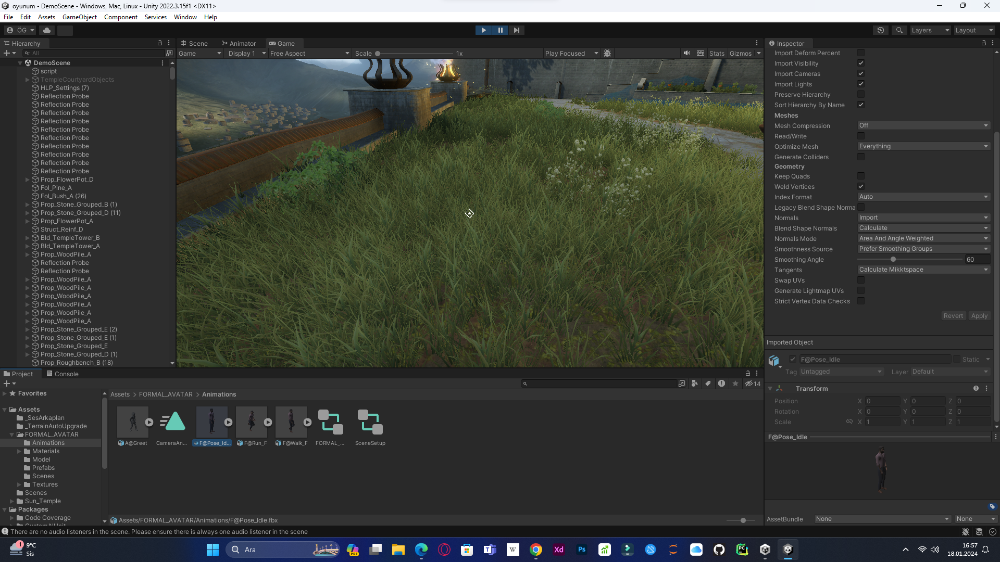 oyunum - DemoScene - Windows, Mac, Linux - Unity 2022.3.15f1 <DX11>
File Edit Assets GameObject Component Services Window Help
ÖG Layers Layout
Hierarchy
All
DemoScene
script
TempleCourtyardObjects
HLP_Settings (7)
Reflection Probe
Reflection Probe
Reflection Probe
Reflection Probe
Reflection Probe
Reflection Probe
Reflection Probe
Reflection Probe
Reflection Probe
Reflection Probe
Prop_FlowerPot_D
Fol_Pine_A
Fol_Bush_A (26)
Prop_Stone_Grouped_B (1)
Prop_Stone_Grouped_D (11)
Prop_FlowerPot_A
Struct_Reinf_D
Bld_TempleTower_B
Bld_TempleTower_A
Prop_WoodPile_A
Reflection Probe
Reflection Probe
Prop_WoodPile_A
Prop_WoodPile_A
Prop_WoodPile_A
Prop_WoodPile_A
Prop_WoodPile_A
Prop_WoodPile_A
Prop_Stone_Grouped_E (2)
Prop_Stone_Grouped_E (1)
Prop_Stone_Grouped_E
Prop_Stone_Grouped_D (1)
Prop_Roughbench_B (18)
Scene Animator Game
Game Display 1 Free Aspect Scale 1x Play Focused Stats Gizmos
Inspector
Import Deform Percent
Import Visibility
Import Cameras
Import Lights
Preserve Hierarchy
Sort Hierarchy By Name
Meshes
Mesh Compression Off
Read/Write
Optimize Mesh Everything
Generate Colliders
Geometry
Keep Quads
Weld Vertices
Index Format Auto
Legacy Blend Shape Norma
Normals Import
Blend Shape Normals Calculate
Normals Mode Area And Angle Weighted
Smoothness Source Prefer Smoothing Groups
Smoothing Angle 60
Tangents Calculate Mikktspace
Swap UVs
Generate Lightmap UVs
Strict Vertex Data Checks
Revert Apply
Imported Object
F@Pose_Idle Static
Tag Untagged Layer Default
Transform
Position X 0 Y 0 Z 0
Rotation X 0 Y 0 Z 0
Scale X 1 Y 1 Z 1
F@Pose_Idle
AssetBundle None None
Project Console
14
Favorites
Assets
_SesArkaplan
_TerrainAutoUpgrade
FORMAL_AVATAR
Animations
Materials
Model
Prefabs
Scenes
Textures
Scenes
Sun_Temple
Packages
Code Coverage
Assets > FORMAL_AVATAR > Animations
A@Greet CameraAn... F@Pose_Id... F@Run_F F@Walk_F FORMAL_... SceneSetup
Assets/FORMAL_AVATAR/Animations/F@Pose_Idle.fbx
There are no audio listeners in the scene. Please ensure there is always one audio listener in the scene
1
9°C
Sis
Ara
PRE
W
Xd
Ps
PC
16:57
18.01.2024